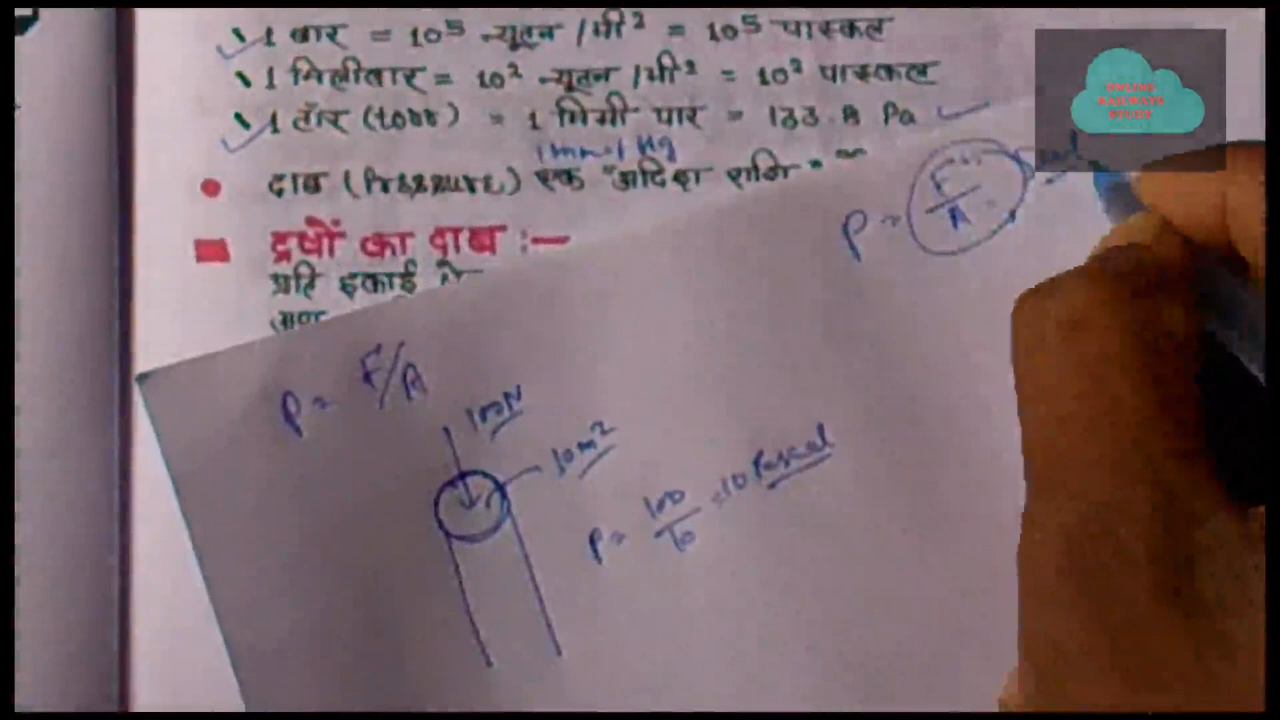 1 बार = 10⁵ न्यूटन /मी² = 10⁵ पास्कल
1 मिलीबार = 10² न्यूटन /मी² = 10² पास्कल
1 टॉर (torr) = 1 मिमी पार = 133.8 Pa
1mm-1 Hg
दाब (Pressure) एक "अदिश राशि"
द्रवों का दाब :—
प्रति इकाई
P = F/A
P = F/A
100N
10m²
P = 100/10 = 10 Pascal
ONLINE
RAILWAYS
STUDY